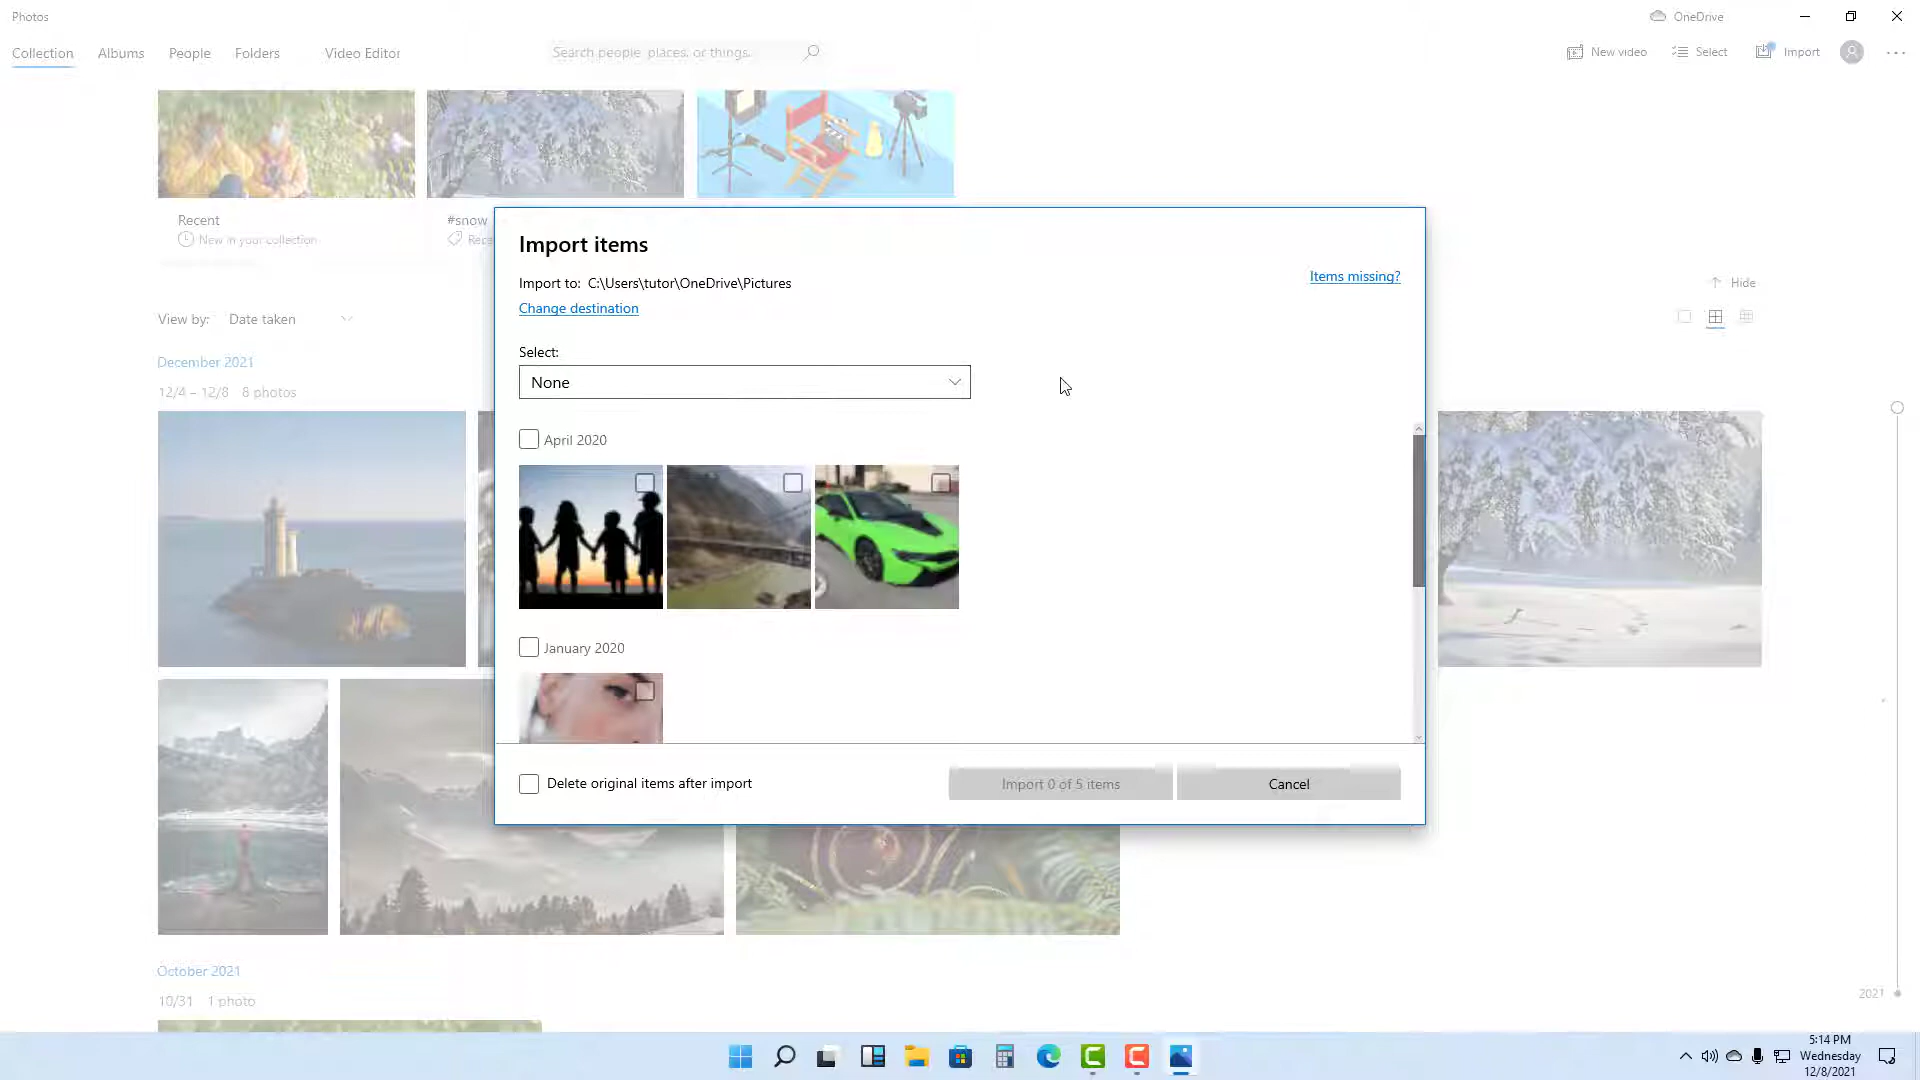 Photos
OneDrive
Collection
Albums
People
Folders
Video Editor
Search people, places, or things.
New video
Select
Import
Recent
New in your collection
#snow
Import items
Import to: C:\Users\tutor\OneDrive\Pictures
Items missing?
Change destination
Hide
View by: Date taken
Select:
None
December 2021
12/4 – 12/8 8 photos
April 2020
January 2020
Delete original items after import
Import 0 of 5 items
Cancel
October 2021
10/31 1 photo
2021
5:14 PM
Wednesday
12/8/2021